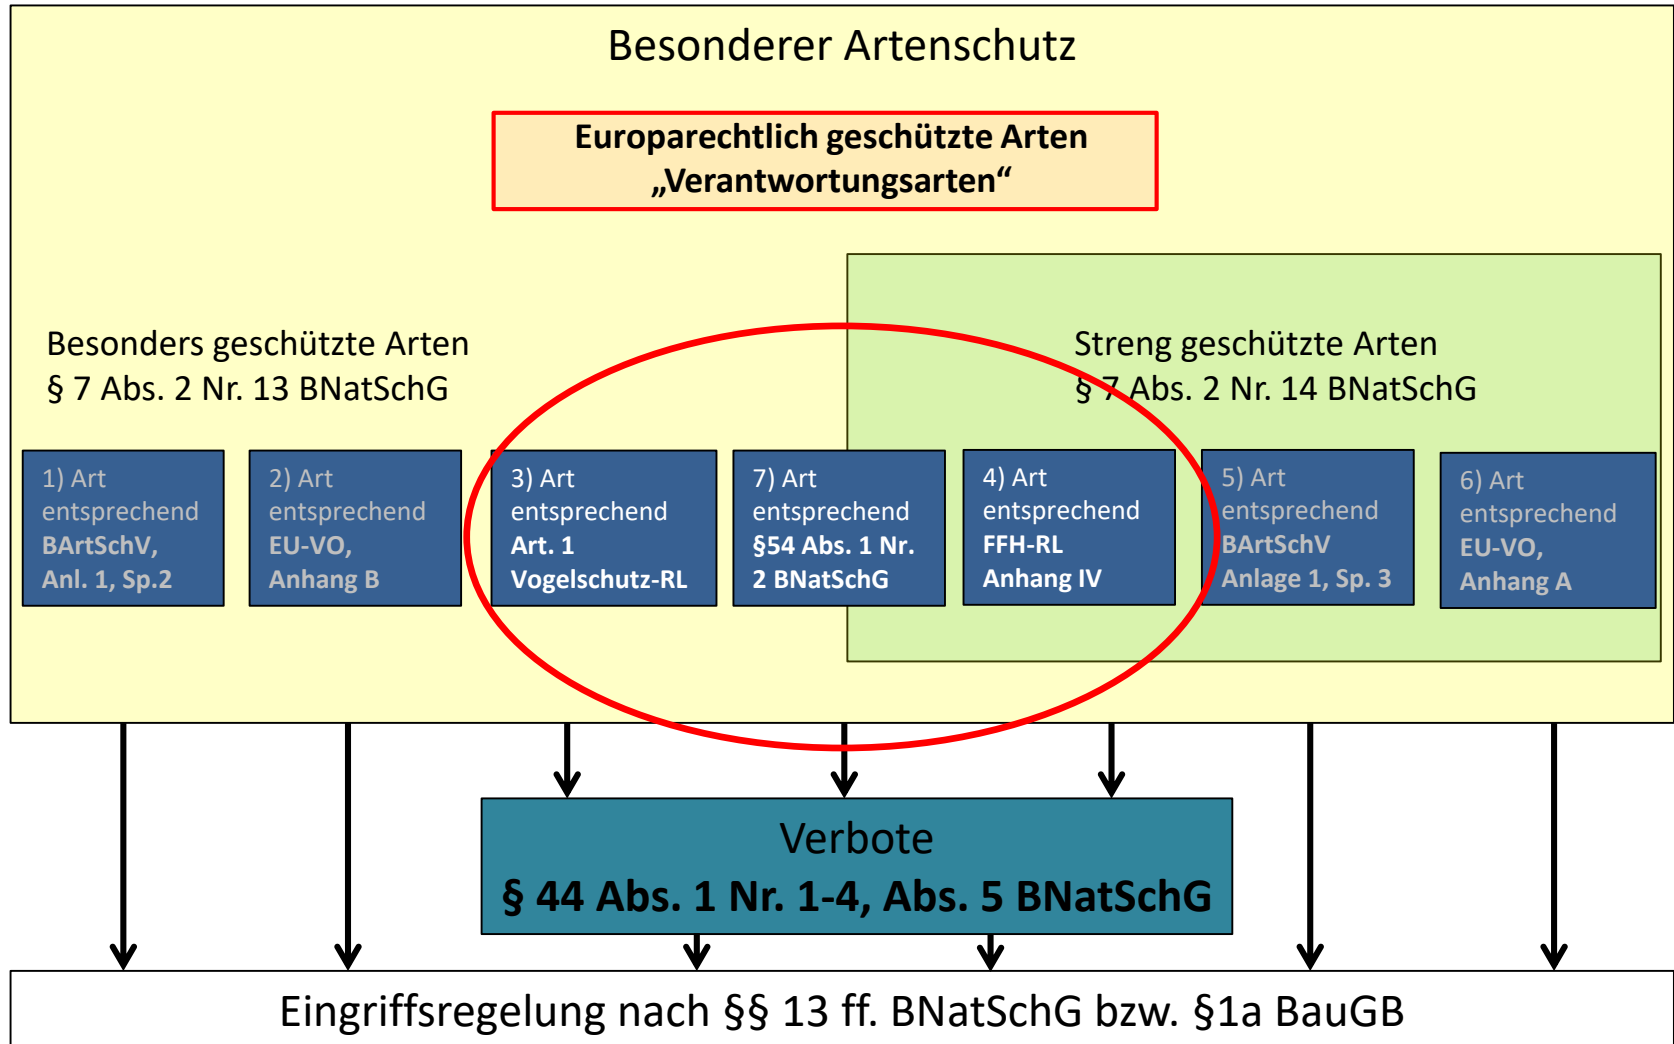 Besonderer Artenschutz
Europarechtlich geschützte Arten
„Verantwortungsarten“
Besonders geschützte Arten
§ 7 Abs. 2 Nr. 13 BNatSchG
Streng geschützte Arten
§ 7 Abs. 2 Nr. 14 BNatSchG
1) Art
entsprechend
BArtSchV,
Anl. 1, Sp.2
2) Art
entsprechend
EU-VO,
Anhang B
3) Art
entsprechend
Art. 1
Vogelschutz-RL
7) Art
entsprechend
§54 Abs. 1 Nr.
2 BNatSchG
4) Art
entsprechend
FFH-RL
Anhang IV
5) Art
entsprechend
BArtSchV
Anlage 1, Sp. 3
6) Art
entsprechend
EU-VO,
Anhang A
Verbote
§ 44 Abs. 1 Nr. 1-4, Abs. 5 BNatSchG
Eingriffsregelung nach §§ 13 ff. BNatSchG bzw. §1a BauGB